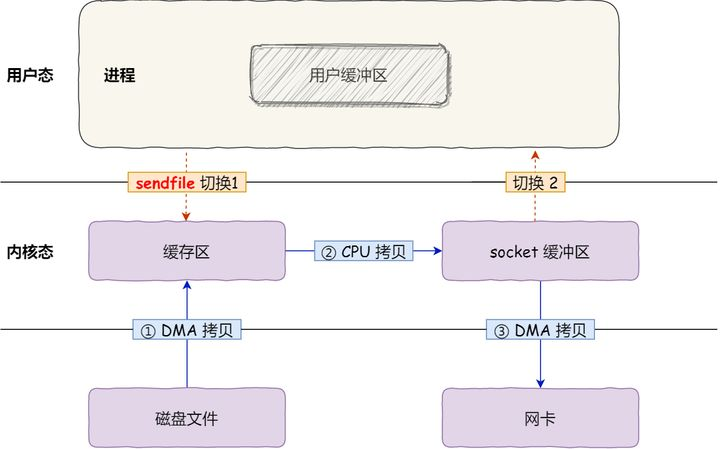 用户态
进程
用户缓冲区
sendfile 切换1
切换 2
内核态
缓存区
② CPU 拷贝
socket 缓冲区
① DMA 拷贝
③ DMA 拷贝
磁盘文件
网卡